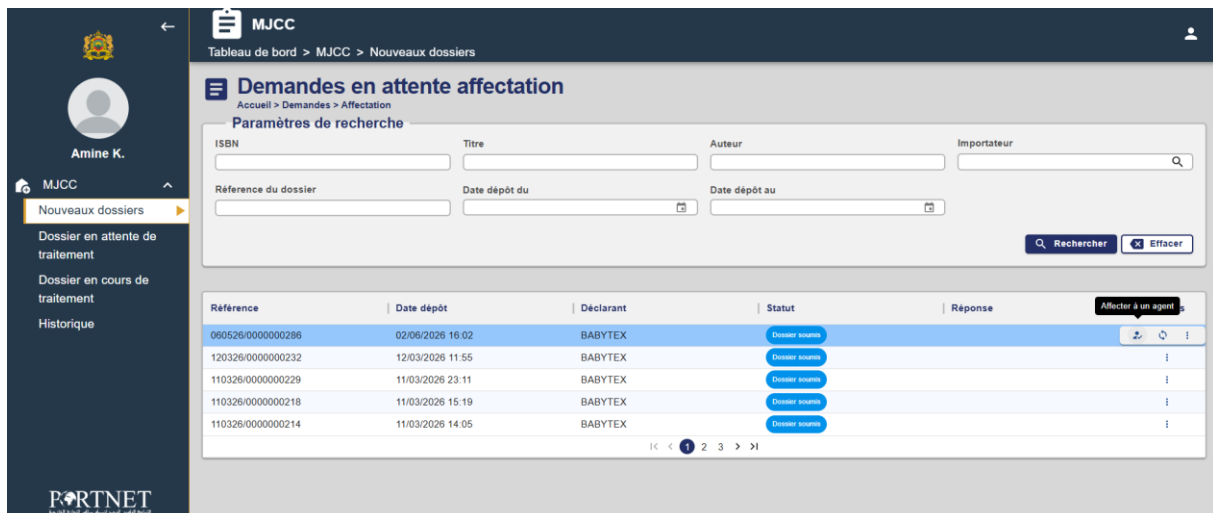 MJCC
Tableau de bord > MJCC > Nouveaux dossiers
Amine K.
MJCC
Nouveaux dossiers
Dossier en attente de
traitement
Dossier en cours de
traitement
Historique
PORTNET
Demandes en attente affectation
Accueil > Demandes > Affectation
Paramètres de recherche
ISBN Titre Auteur Importateur
Réference du dossier Date dépôt du Date dépôt au
Rechercher Effacer
Affecter à un agent
Référence Date dépôt Déclarant Statut Réponse
060526/0000000286 02/06/2026 16:02 BABYTEX Dossier soumis
120326/0000000232 12/03/2026 11:55 BABYTEX Dossier soumis
110326/0000000229 11/03/2026 23:11 BABYTEX Dossier soumis
110326/0000000218 11/03/2026 15:19 BABYTEX Dossier soumis
110326/0000000214 11/03/2026 14:05 BABYTEX Dossier soumis
1 2 3